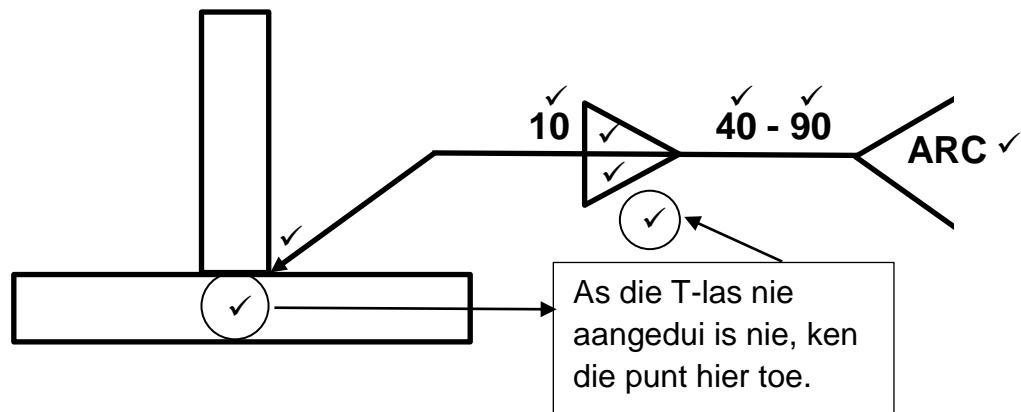 10 40 - 90
ARC
As die T-las nie
aangedui is nie, ken
die punt hier toe.